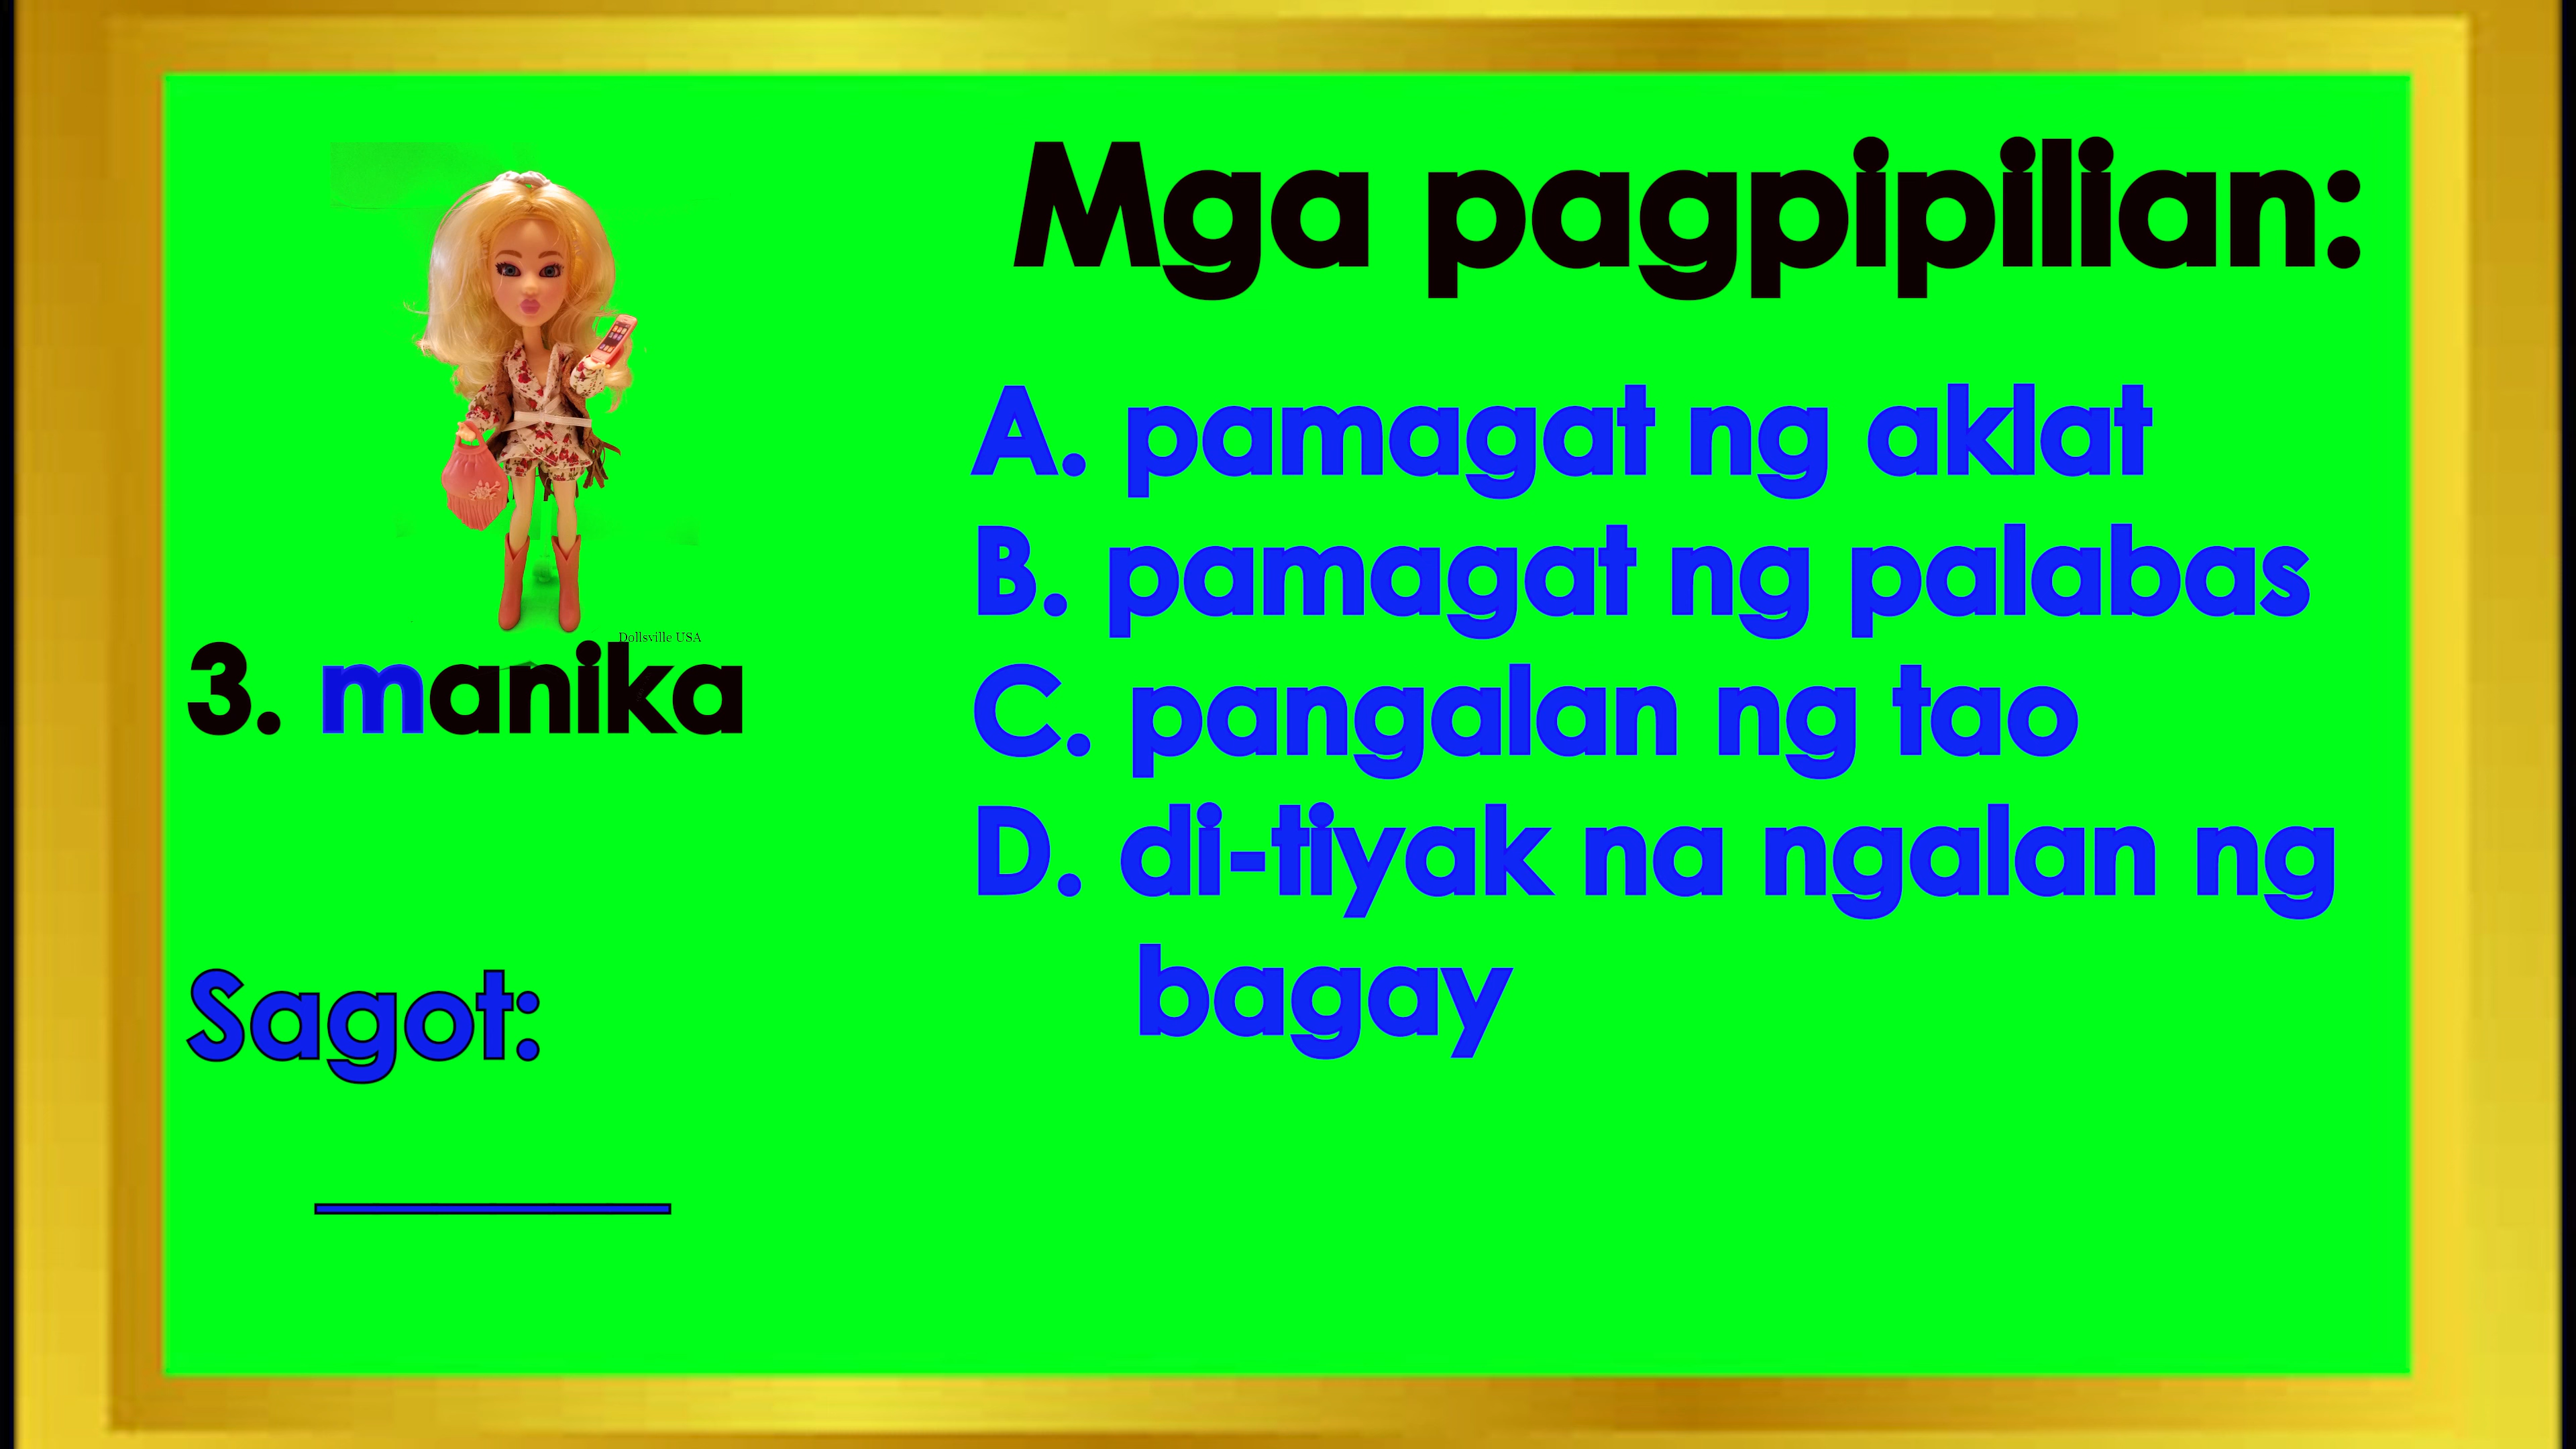 Mga pagpipilian:
A. pamagat ng aklat
B. pamagat ng palabas
C. pangalan ng tao
D. di-tiyak na ngalan ng
bagay
Dollsville USA
3. manika
Sagot: